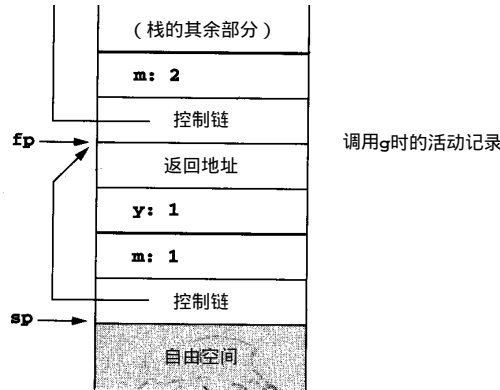 （栈的其余部分）
m: 2
控制链
fp
调用g时的活动记录
返回地址
y: 1
m: 1
控制链
sp
自由空间